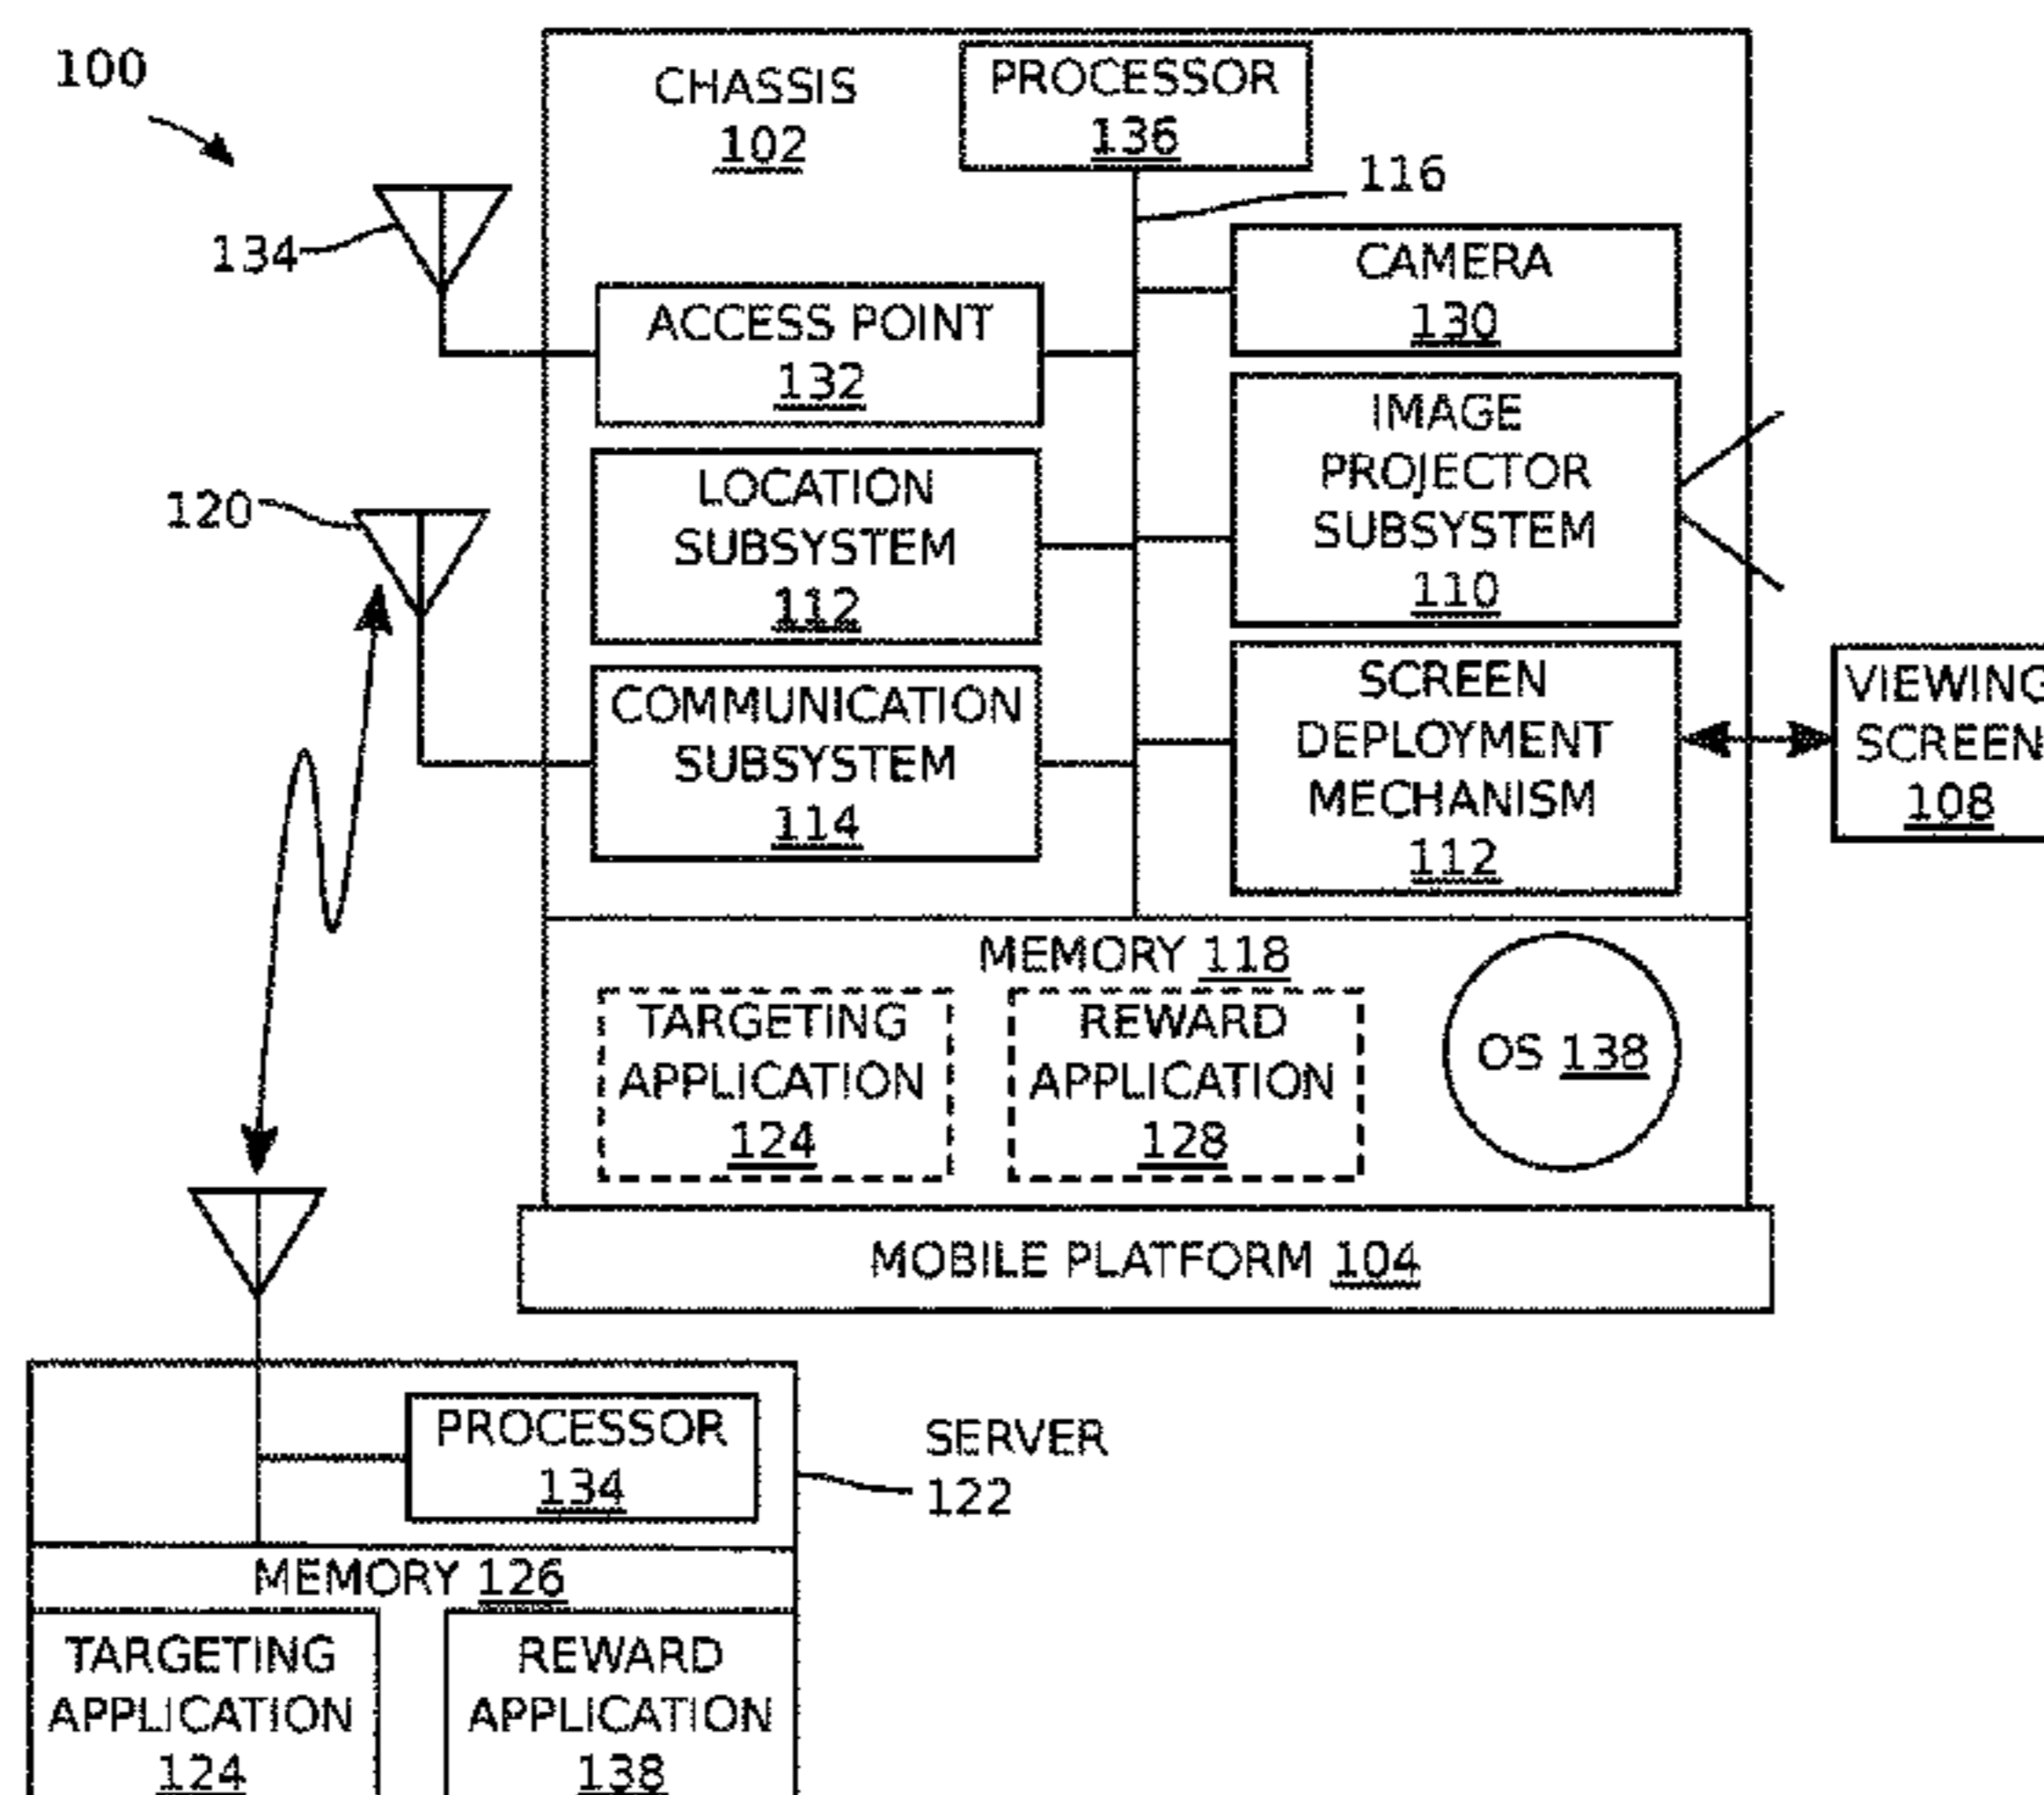 100
CHASSIS
102
PROCESSOR
136
116
134
ACCESS POINT
132
CAMERA
130
LOCATION
SUBSYSTEM
112
IMAGE
PROJECTOR
SUBSYSTEM
110
120
COMMUNICATION
SUBSYSTEM
114
SCREEN
DEPLOYMENT
MECHANISM
112
VIEWING
SCREEN
108
MEMORY 118
TARGETING
APPLICATION
124
REWARD
APPLICATION
128
OS 138
MOBILE PLATFORM 104
PROCESSOR
134
SERVER
122
MEMORY 126
TARGETING
APPLICATION
124
REWARD
APPLICATION
138